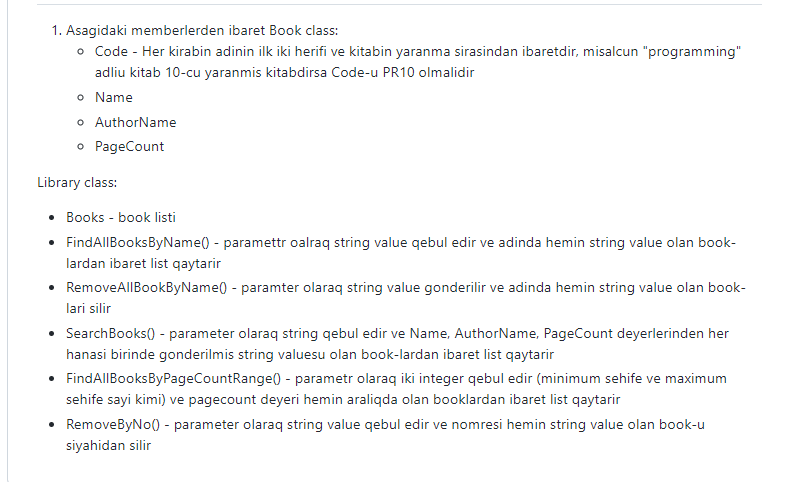 1. Asagidaki memberlerden ibaret Book class:
Code - Her kirabin adinin ilk iki herifi ve kitabin yaranma sirasindan ibaretdir, misalcun "programming"
adliu kitab 10-cu yaranmis kitabdirsa Code-u PR10 olmalidir
Name
AuthorName
PageCount
Library class:
Books - book listi
FindAllBooksByName() - paramettr oalraq string value qebul edir ve adinda hemin string value olan book-
lardan ibaret list qaytarir
RemoveAllBookByName() - paramter olaraq string value gonderilir ve adinda hemin string value olan book-
lari silir
SearchBooks() - parameter olaraq string qebul edir ve Name, AuthorName, PageCount deyerlerinden her
hanasi birinde gonderilmis string valuesu olan book-lardan ibaret list qaytarir
FindAllBooksByPageCountRange() - parametr olaraq iki integer qebul edir (minimum sehife ve maximum
sehife sayi kimi) ve pagecount deyeri hemin araliqda olan booklardan ibaret list qaytarir
RemoveByNo() - parameter olaraq string value qebul edir ve nomresi hemin string value olan book-u
siyahidan silir